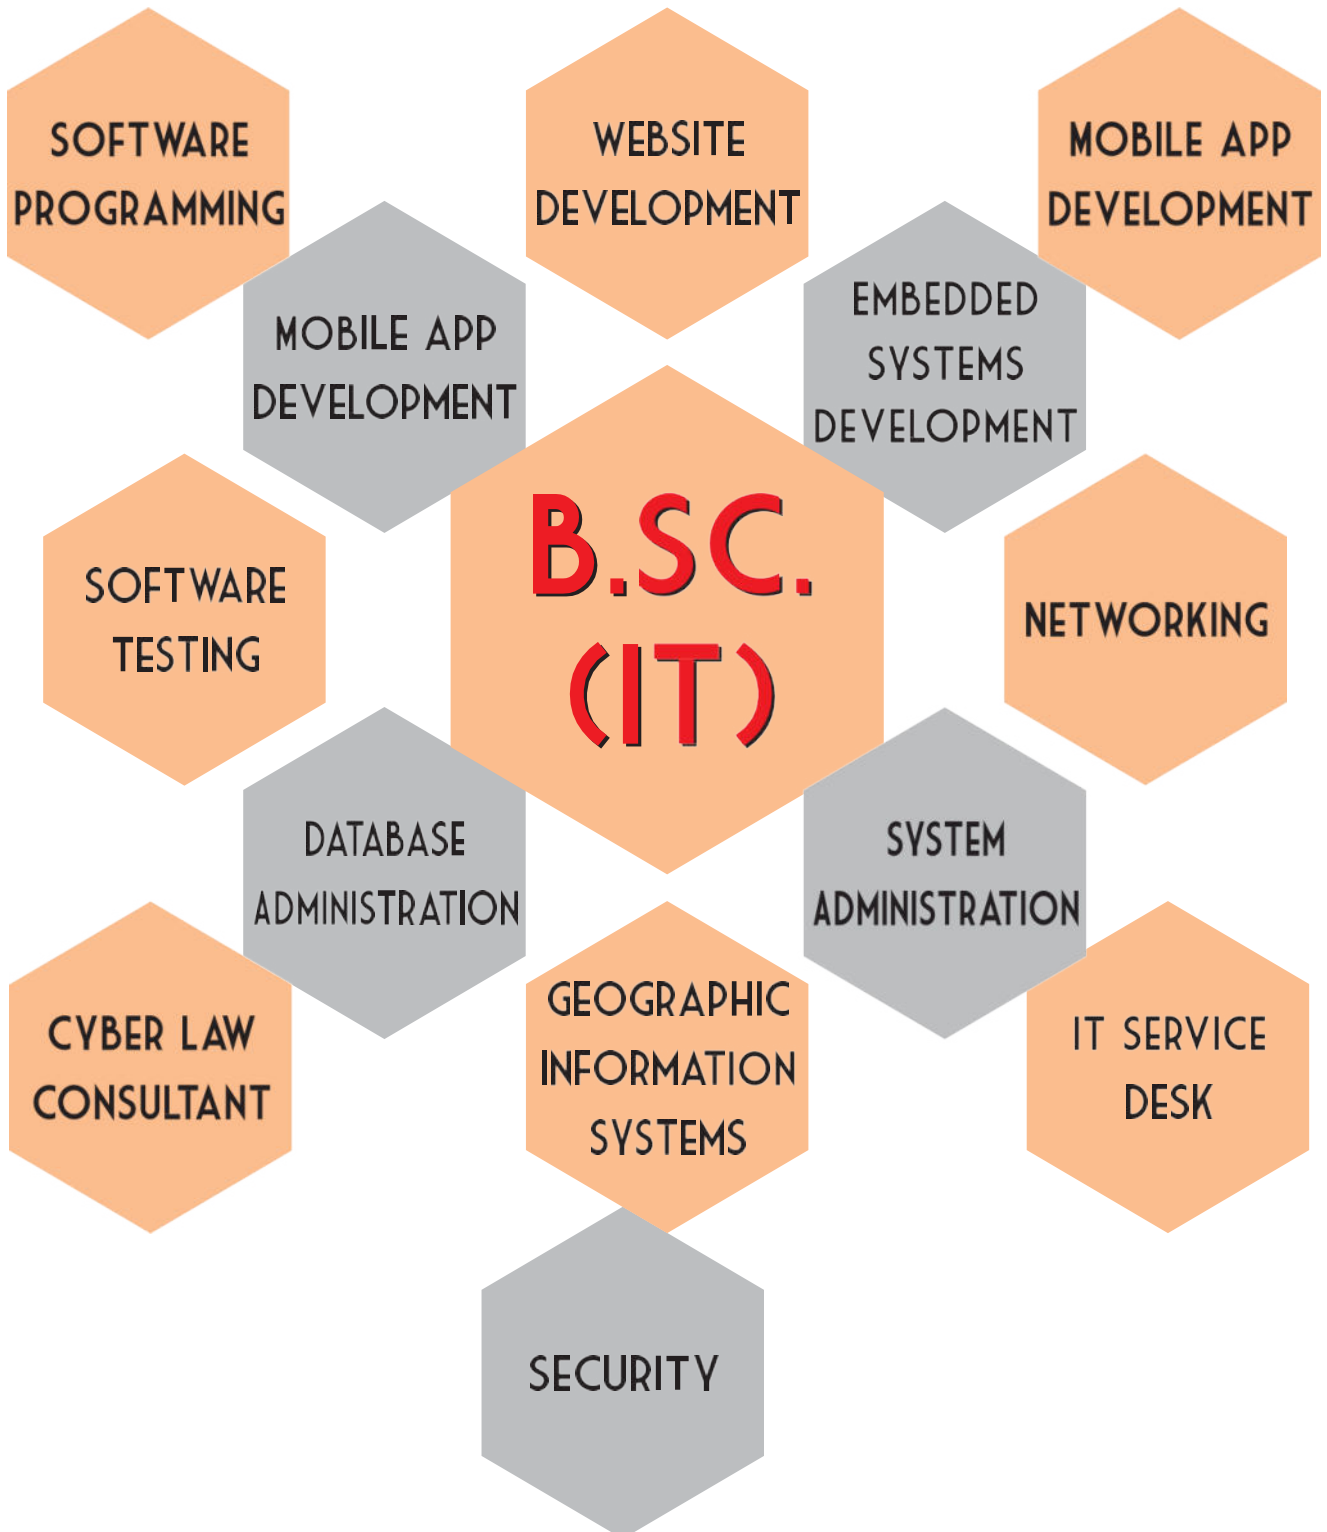 SOFTWARE
PROGRAMMING
WEBSITE
DEVELOPMENT
MOBILE APP
DEVELOPMENT
MOBILE APP
DEVELOPMENT
EMBEDDED
SYSTEMS
DEVELOPMENT
SOFTWARE
TESTING
B.SC.
(IT)
NETWORKING
DATABASE
ADMINISTRATION
SYSTEM
ADMINISTRATION
CYBER LAW
CONSULTANT
GEOGRAPHIC
INFORMATION
SYSTEMS
IT SERVICE
DESK
SECURITY